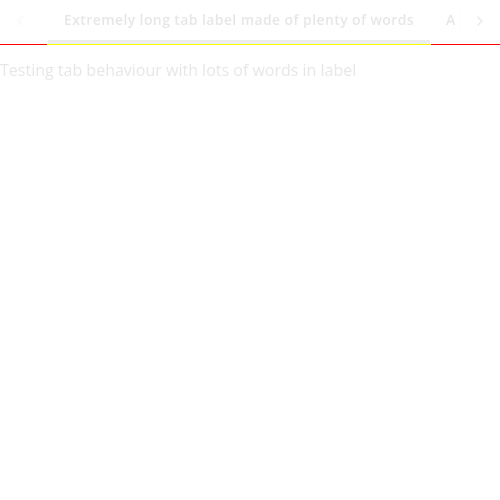 Extremely long tab label made of plenty of words A
Testing tab behaviour with lots of words in label